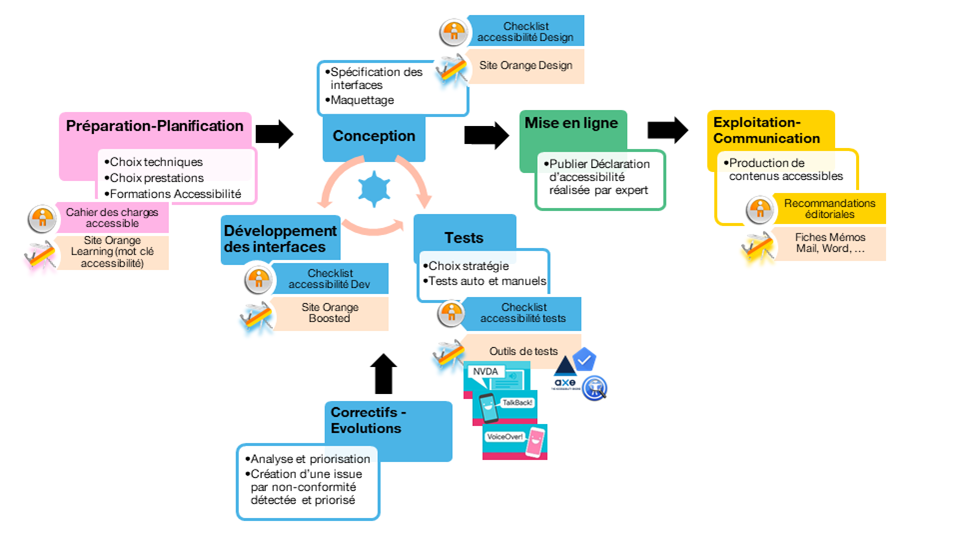 Checklist
accessibilité Design
Site Orange Design
•Spécification des
interfaces
•Maquettage
Conception
Préparation-Planification
•Choix techniques
•Choix prestations
•Formations Accessibilité
Cahier des charges
accessible
Site Orange
Learning (mot clé
accessibilité)
Mise en ligne
•Publier Déclaration
d'accessibilité
réalisée par expert
Exploitation-
Communication
•Production de
contenus accessibles
Recommandations
éditoriales
Fiches Mémos
Mail, Word, ...
Développement
des interfaces
Checklist
accessibilité Dev
Site Orange
Boosted
Tests
•Choix stratégie
•Tests auto et manuels
Checklist
accessibilité tests
Outils de tests
NVDA
TalkBack!
VoiceOver!
axe
Correctifs -
Evolutions
•Analyse et priorisation
•Création d'une issue
par non-conformité
détectée et priorisé